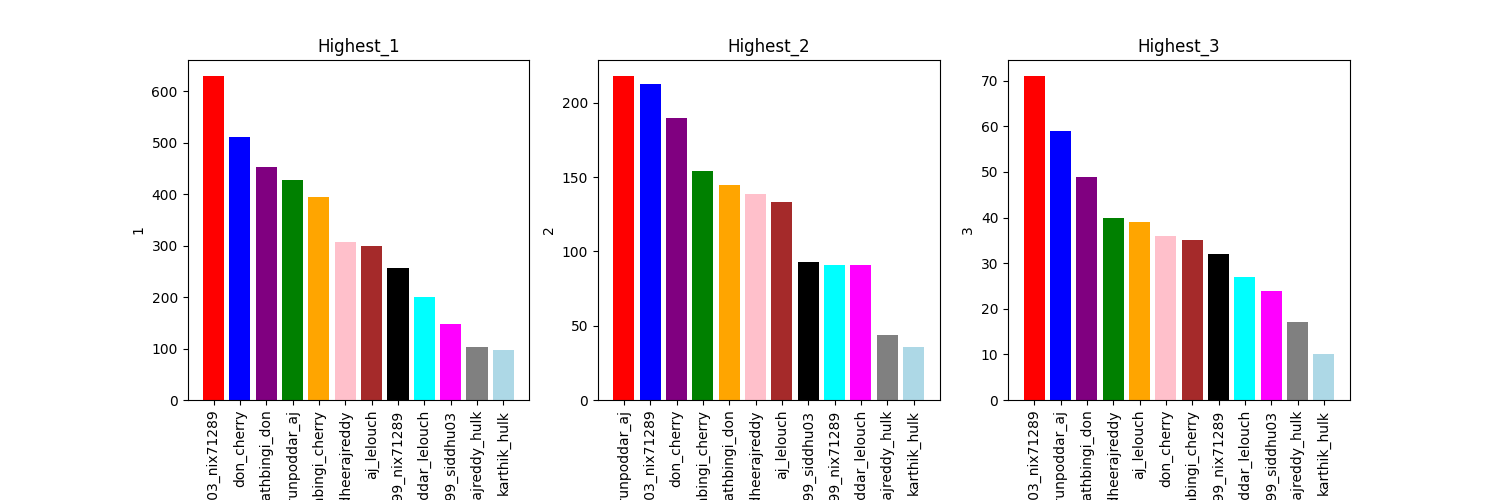 Highest_1
600
500
400
300
200
100
0
1
03_nix71289
don_cherry
athbingi_don
unpoddar_aj
bingi_cherry
dheerajreddy
aj_lelouch
99_nix71289
ddar_lelouch
99_siddhu03
ajreddy_hulk
karthik_hulk
Highest_2
200
150
100
50
0
2
unpoddar_aj
03_nix71289
don_cherry
bingi_cherry
athbingi_don
dheerajreddy
aj_lelouch
99_siddhu03
99_nix71289
ddar_lelouch
ajreddy_hulk
karthik_hulk
Highest_3
70
60
50
40
30
20
10
0
3
03_nix71289
unpoddar_aj
athbingi_don
dheerajreddy
aj_lelouch
don_cherry
bingi_cherry
99_nix71289
ddar_lelouch
99_siddhu03
ajreddy_hulk
karthik_hulk